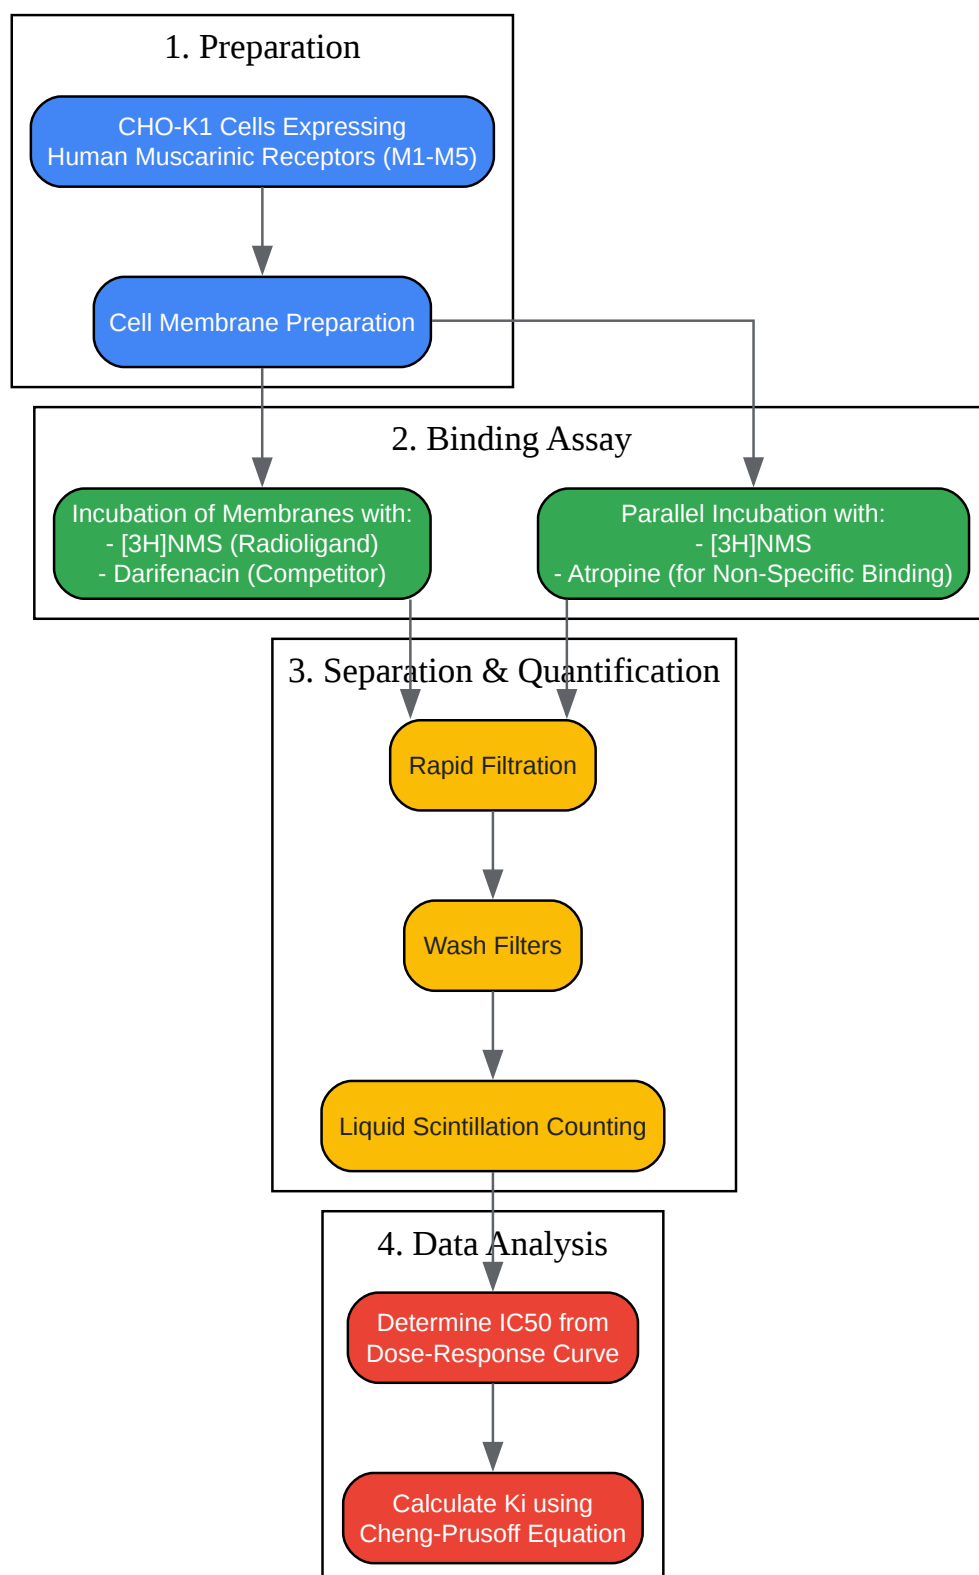 1. Preparation
CHO-K1 Cells Expressing
Human Muscarinic Receptors (M1-M5)
Cell Membrane Preparation
2. Binding Assay
Incubation of Membranes with:
- [3H]NMS (Radioligand)
- Darifenacin (Competitor)
Parallel Incubation with:
- [3H]NMS
- Atropine (for Non-Specific Binding)
3. Separation & Quantification
Rapid Filtration
Wash Filters
Liquid Scintillation Counting
4. Data Analysis
Determine IC50 from
Dose-Response Curve
Calculate Ki using
Cheng-Prusoff Equation